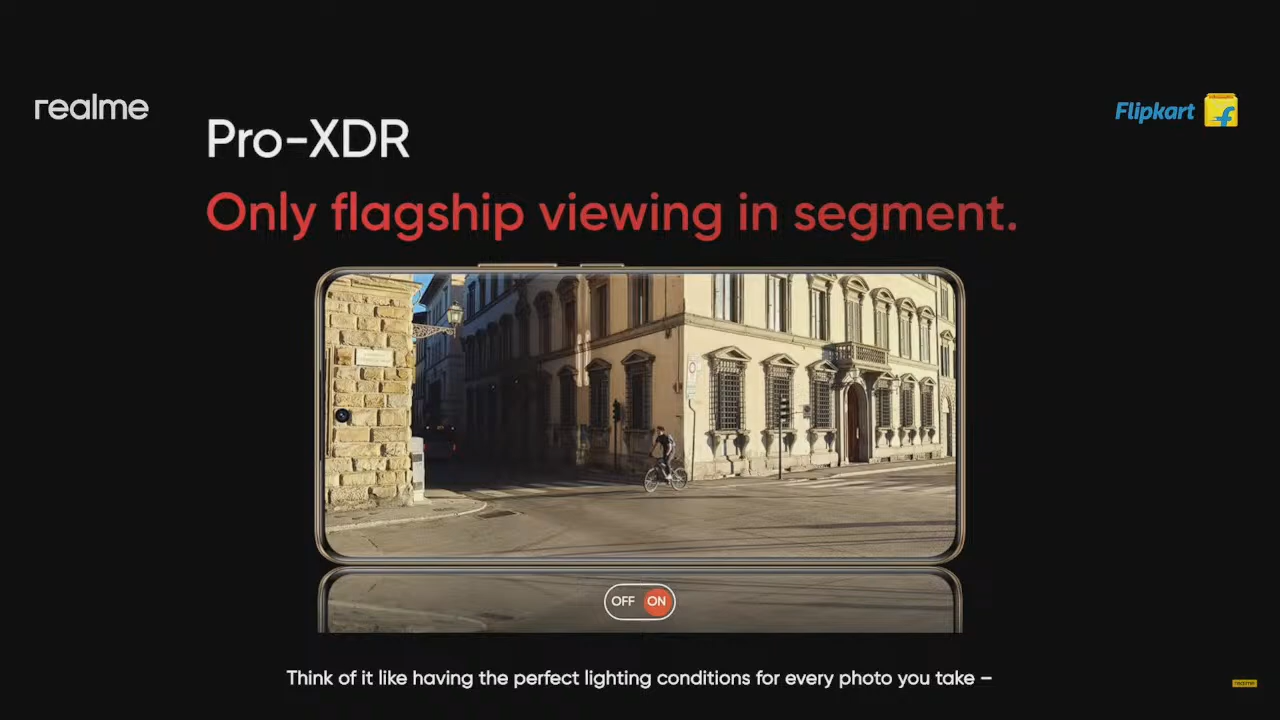 realme
Flipkart
Pro-XDR
Only flagship viewing in segment.
OFF ON
Think of it like having the perfect lighting conditions for every photo you take –
realme